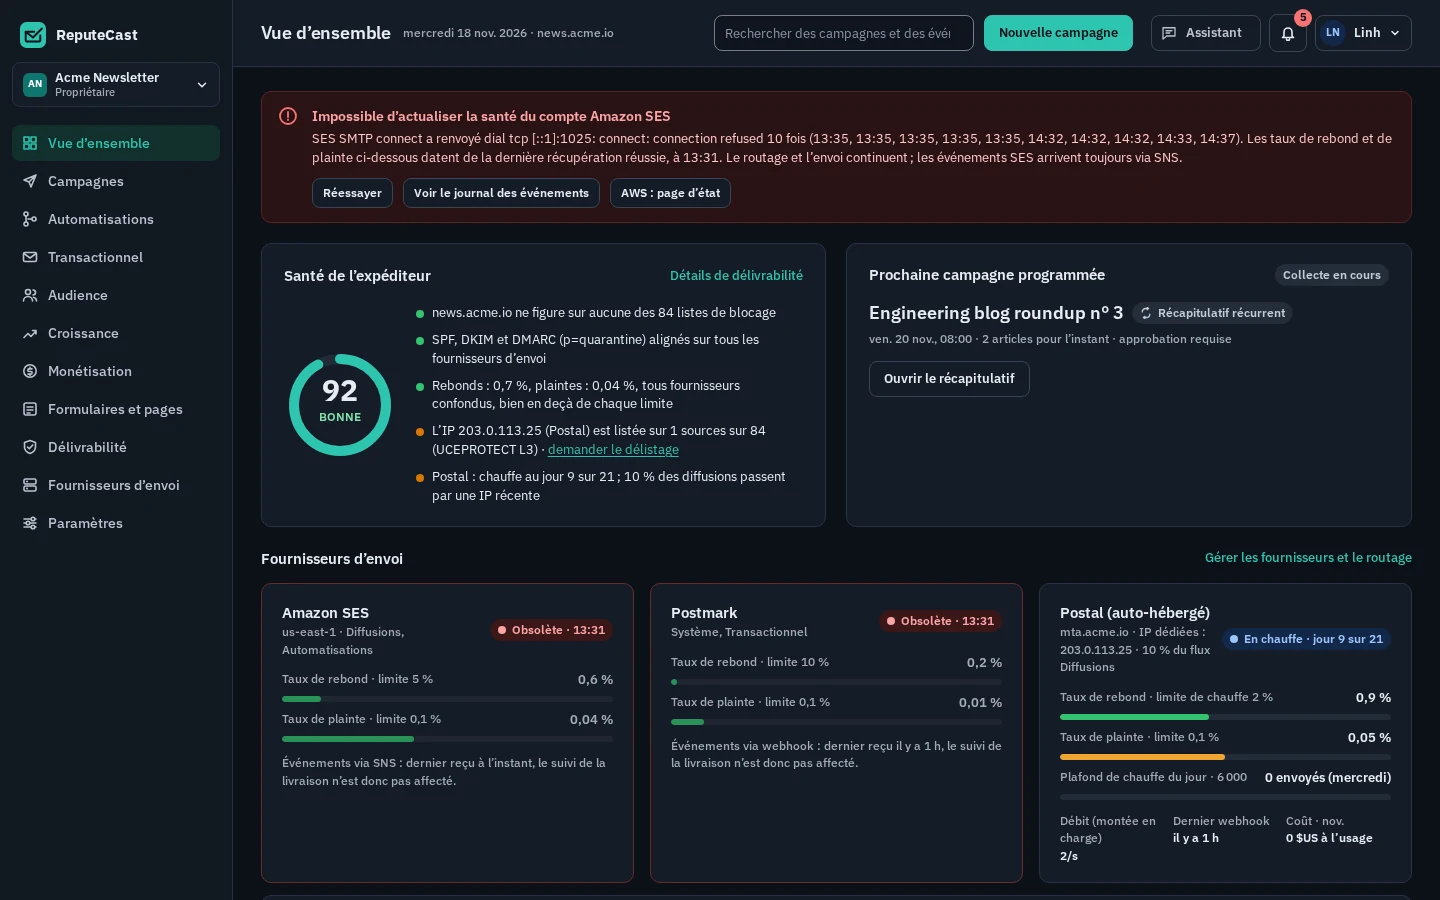 ReputeCast
AN
Acme Newsletter
Propriétaire
Vue d’ensemble
Campagnes
Automatisations
Transactionnel
Audience
Croissance
Monétisation
Formulaires et pages
Délivrabilité
Fournisseurs d’envoi
Paramètres
Vue d’ensemble
mercredi 18 nov. 2026 · news.acme.io
Rechercher des campagnes et des évér
Nouvelle campagne
Assistant
5
LN
Linh
Impossible d’actualiser la santé du compte Amazon SES
SES SMTP connect a renvoyé dial tcp [::1]:1025: connect: connection refused 10 fois (13:35, 13:35, 13:35, 13:35, 13:35, 14:32, 14:32, 14:32, 14:33, 14:37). Les taux de rebond et de
plainte ci-dessous datent de la dernière récupération réussie, à 13:31. Le routage et l’envoi continuent ; les événements SES arrivent toujours via SNS.
Réessayer
Voir le journal des événements
AWS : page d’état
Santé de l’expéditeur
Détails de délivrabilité
92
BONNE
news.acme.io ne figure sur aucune des 84 listes de blocage
SPF, DKIM et DMARC (p=quarantine) alignés sur tous les
fournisseurs d’envoi
Rebonds : 0,7 %, plaintes : 0,04 %, tous fournisseurs
confondus, bien en deçà de chaque limite
L’IP 203.0.113.25 (Postal) est listée sur 1 sources sur 84
(UCEPROTECT L3) · demander le délistage
Postal : chauffe au jour 9 sur 21 ; 10 % des diffusions passent
par une IP récente
Prochaine campagne programmée
Collecte en cours
Engineering blog roundup nº 3
Récapitulatif récurrent
ven. 20 nov., 08:00 · 2 articles pour l’instant · approbation requise
Ouvrir le récapitulatif
Fournisseurs d’envoi
Gérer les fournisseurs et le routage
Amazon SES
us-east-1 · Diffusions,
Automatisations
Obsolète · 13:31
Taux de rebond · limite 5 %
0,6 %
Taux de plainte · limite 0,1 %
0,04 %
Événements via SNS : dernier reçu à l’instant, le suivi de la
livraison n’est donc pas affecté.
Postmark
Système, Transactionnel
Obsolète · 13:31
Taux de rebond · limite 10 %
0,2 %
Taux de plainte · limite 0,1 %
0,01 %
Événements via webhook : dernier reçu il y a 1 h, le suivi de
la livraison n’est donc pas affecté.
Postal (auto-hébergé)
mta.acme.io · IP dédiées :
203.0.113.25 · 10 % du flux
Diffusions
En chauffe · jour 9 sur 21
Taux de rebond · limite de chauffe 2 %
0,9 %
Taux de plainte · limite 0,1 %
0,05 %
Plafond de chauffe du jour · 6 000
0 envoyés (mercredi)
Débit (montée en
charge)
2/s
Dernier webhook
il y a 1 h
Coût · nov.
0 $US à l’usage